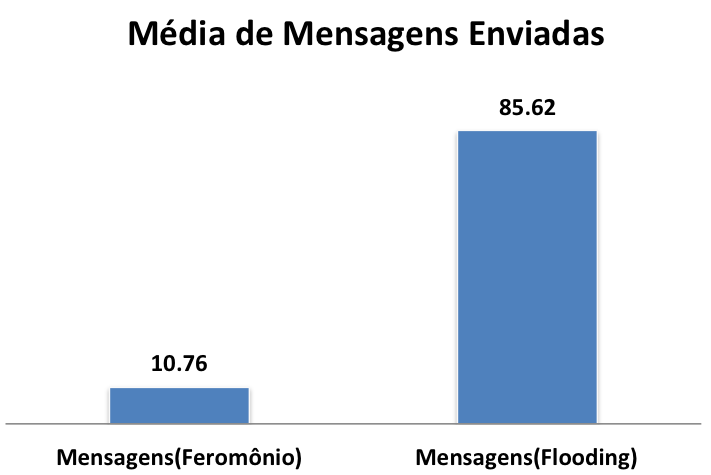 Média de Mensagens Enviadas
85.62
10.76
Mensagens(Feromônio)
Mensagens(Flooding)